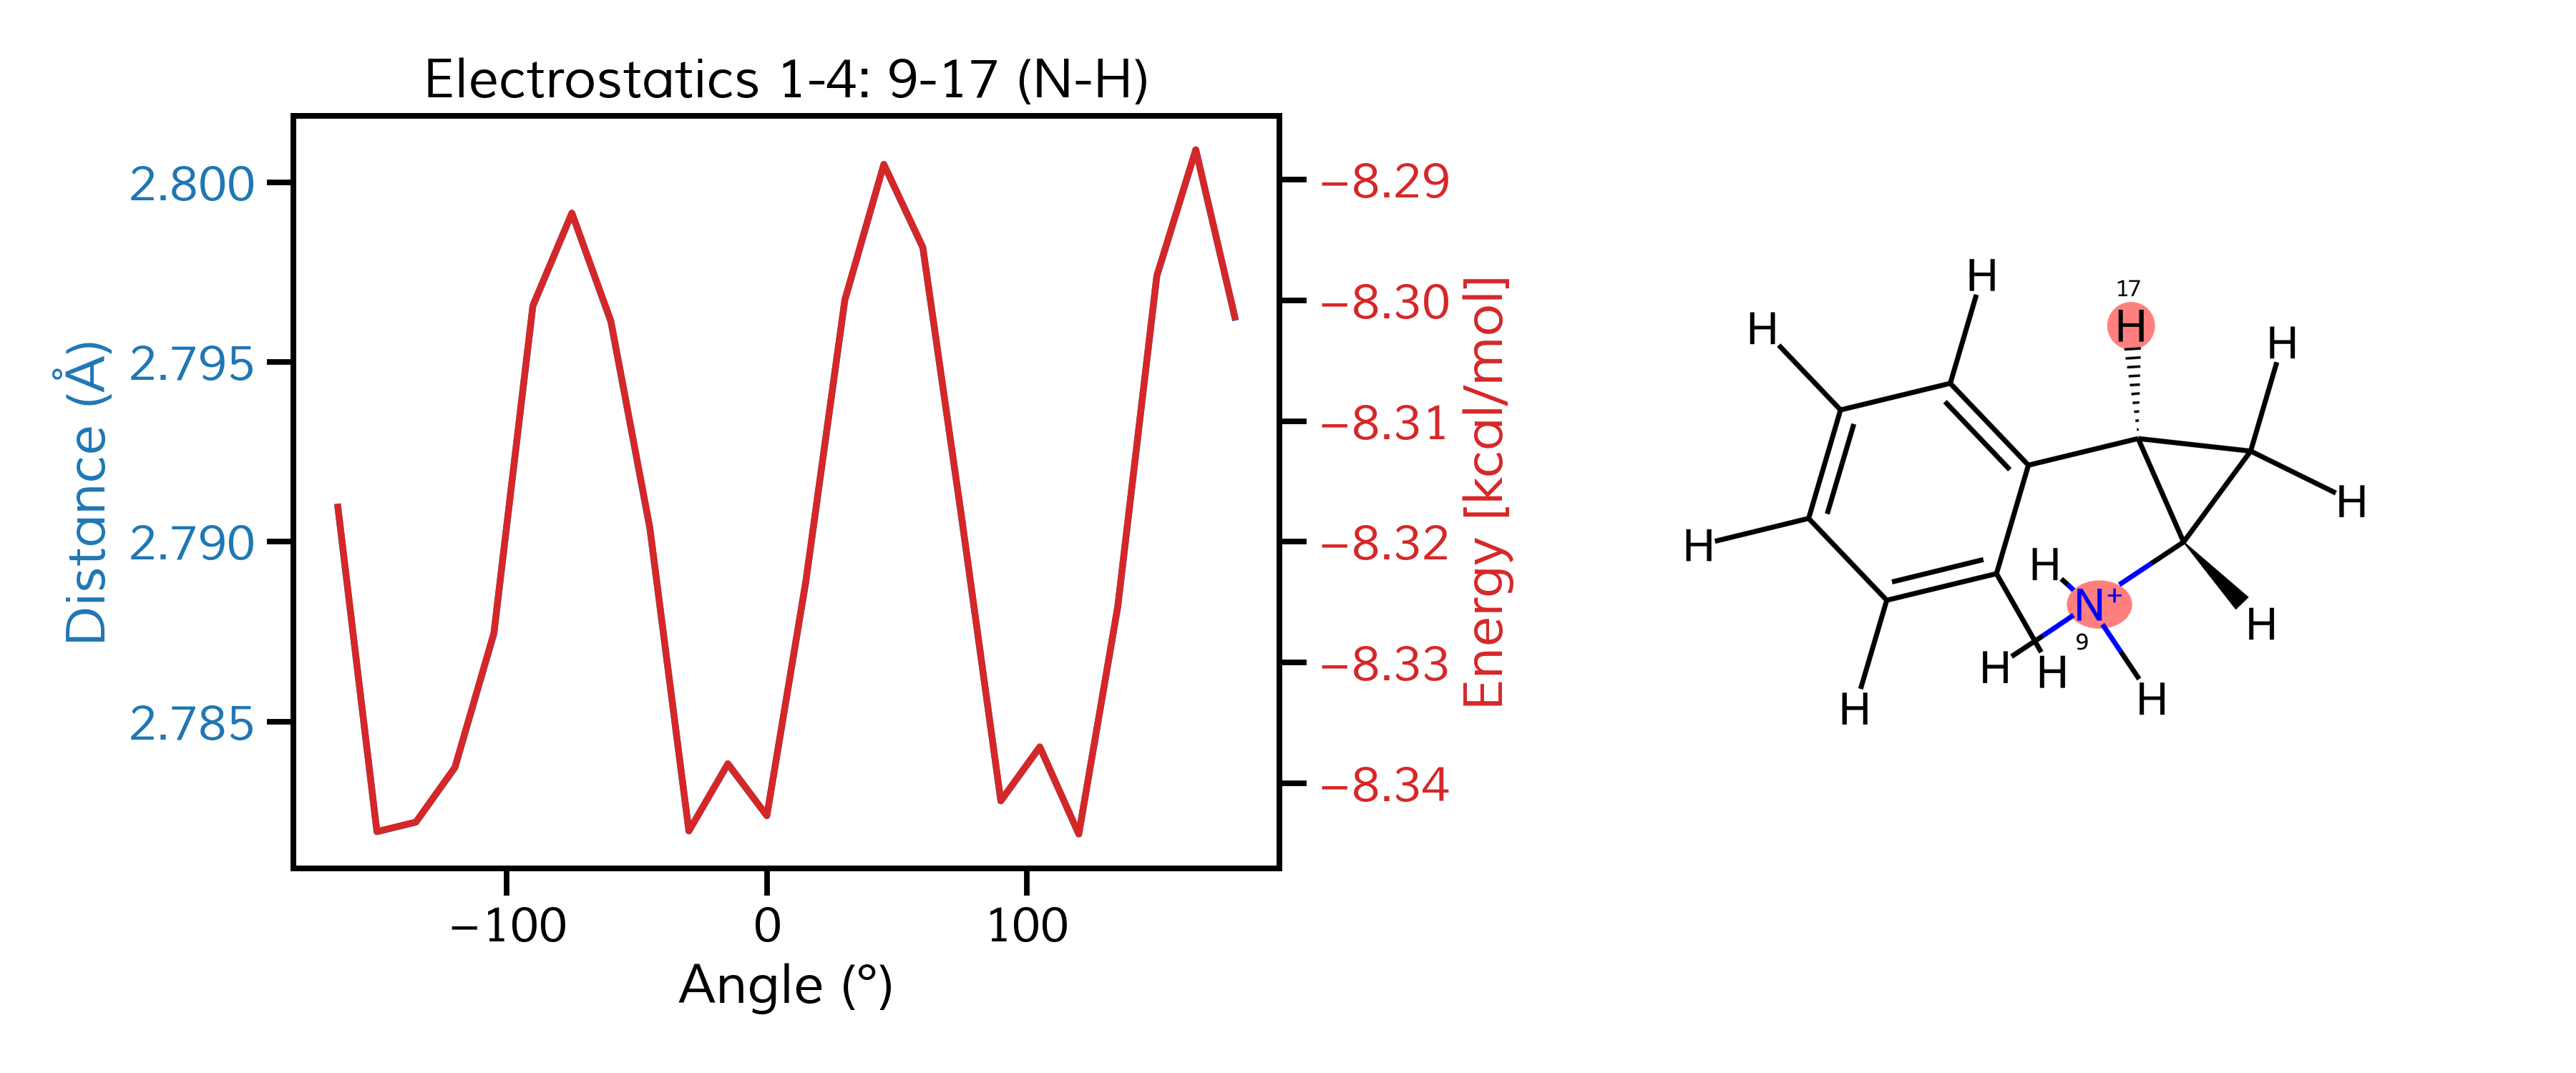 Electrostatics 1-4: 9-17 (N-H)
Distance (Å)
2.800
2.795
2.790
2.785
−8.29
−8.30
−8.31
−8.32
−8.33
−8.34
Energy [kcal/mol]
−100
0
100
Angle (°)
H
17
H
H
H
H
H
H
H
N+
9
H
H
H
H
H